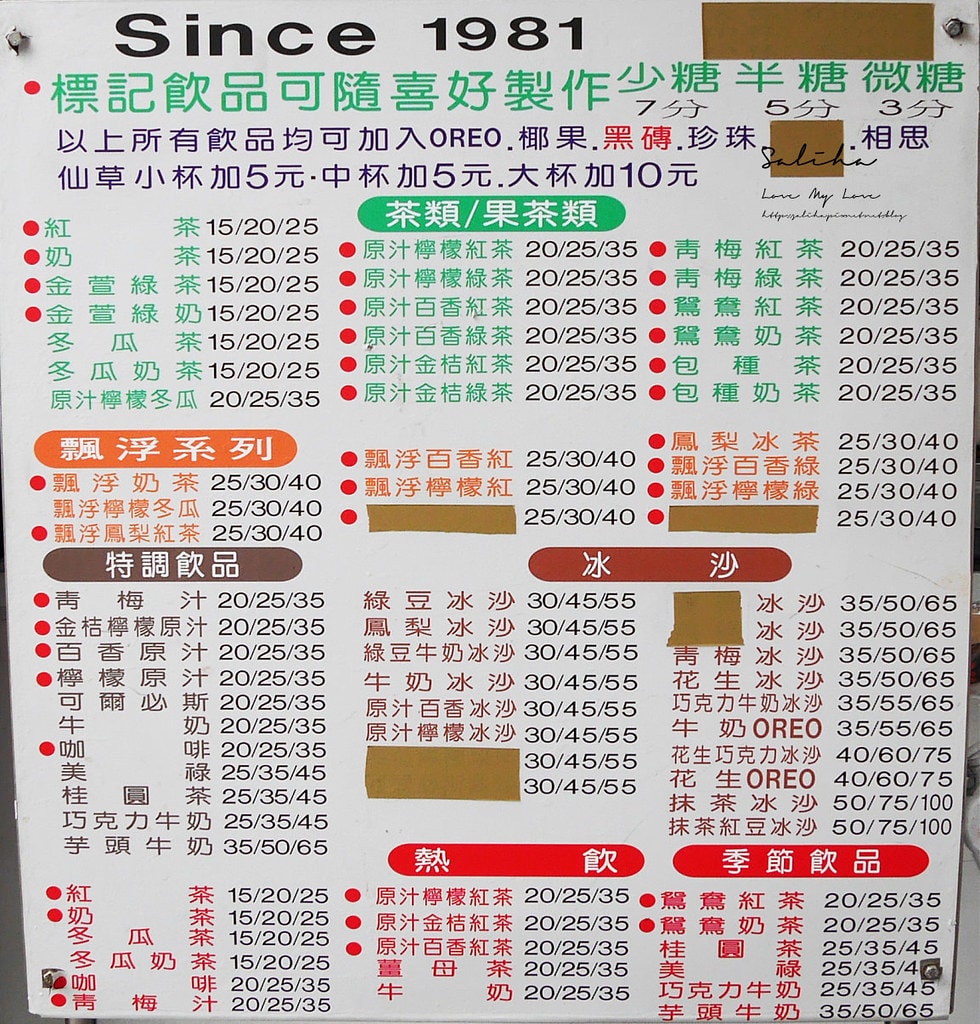 Since 1981
標記飲品可隨喜好製作 少糖 半糖 微糖
7分 5分 3分
以上所有飲品均可加入OREO.椰果.黑磚.珍珠 .相思
仙草小杯加5元·中杯加5元.大杯加10元
Saliha
Love My Love
茶類/果茶類
紅茶 15/20/25
奶茶 15/20/25
金萱綠茶 15/20/25
金萱綠奶 15/20/25
冬瓜茶 15/20/25
冬瓜奶茶 15/20/25
原汁檸檬冬瓜 20/25/35
原汁檸檬紅茶 20/25/35
原汁檸檬綠茶 20/25/35
原汁百香紅茶 20/25/35
原汁百香綠茶 20/25/35
原汁金桔紅茶 20/25/35
原汁金桔綠茶 20/25/35
青梅紅茶 20/25/35
青梅綠茶 20/25/35
鴛鴦紅茶 20/25/35
鴛鴦奶茶 20/25/35
包種茶 20/25/35
包種奶茶 20/25/35
飄浮系列
飄浮奶茶 25/30/40
飄浮檸檬冬瓜 25/30/40
飄浮鳳梨紅茶 25/30/40
飄浮百香紅 25/30/40
飄浮檸檬紅 25/30/40
25/30/40
鳳梨冰茶 25/30/40
飄浮百香綠 25/30/40
飄浮檸檬綠 25/30/40
25/30/40
特調飲品
青梅汁 20/25/35
金桔檸檬原汁 20/25/35
百香原汁 20/25/35
檸檬原汁 20/25/35
可爾必斯 20/25/35
牛奶 20/25/35
咖啡 20/25/35
美祿 25/35/45
桂圓茶 25/35/45
巧克力牛奶 25/35/45
芋頭牛奶 35/50/65
冰沙
綠豆冰沙 30/45/55
鳳梨冰沙 30/45/55
綠豆牛奶冰沙 30/45/55
牛奶冰沙 30/45/55
原汁百香冰沙 30/45/55
原汁檸檬冰沙 30/45/55
30/45/55
30/45/55
冰沙 35/50/65
冰沙 35/50/65
青梅冰沙 35/50/65
花生冰沙 35/50/65
巧克力牛奶冰沙 35/55/65
牛奶OREO 35/55/65
花生巧克力冰沙 40/60/75
花生OREO 40/60/75
抹茶冰沙 50/75/100
抹茶紅豆冰沙 50/75/100
熱飲
紅茶 15/20/25
奶茶 15/20/25
冬瓜茶 15/20/25
冬瓜奶茶 15/20/25
咖啡 20/25/35
青梅汁 20/25/35
原汁檸檬紅茶 20/25/35
原汁金桔紅茶 20/25/35
原汁百香紅茶 20/25/35
薑母茶 20/25/35
牛奶 20/25/35
季節飲品
鴛鴦紅茶 20/25/35
鴛鴦奶茶 20/25/35
桂圓茶 25/35/45
美祿 25/35/4
巧克力牛奶 25/35/45
芋頭牛奶 35/50/65